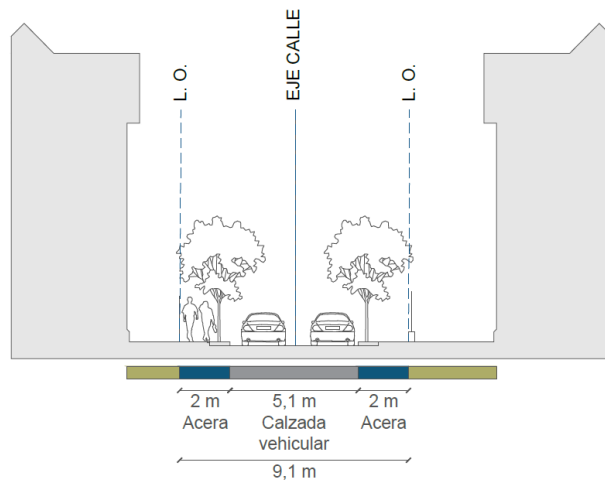 L. O.
EJE CALLE
L. O.
2 m
Acera
5,1 m
Calzada
vehicular
2 m
Acera
9,1 m